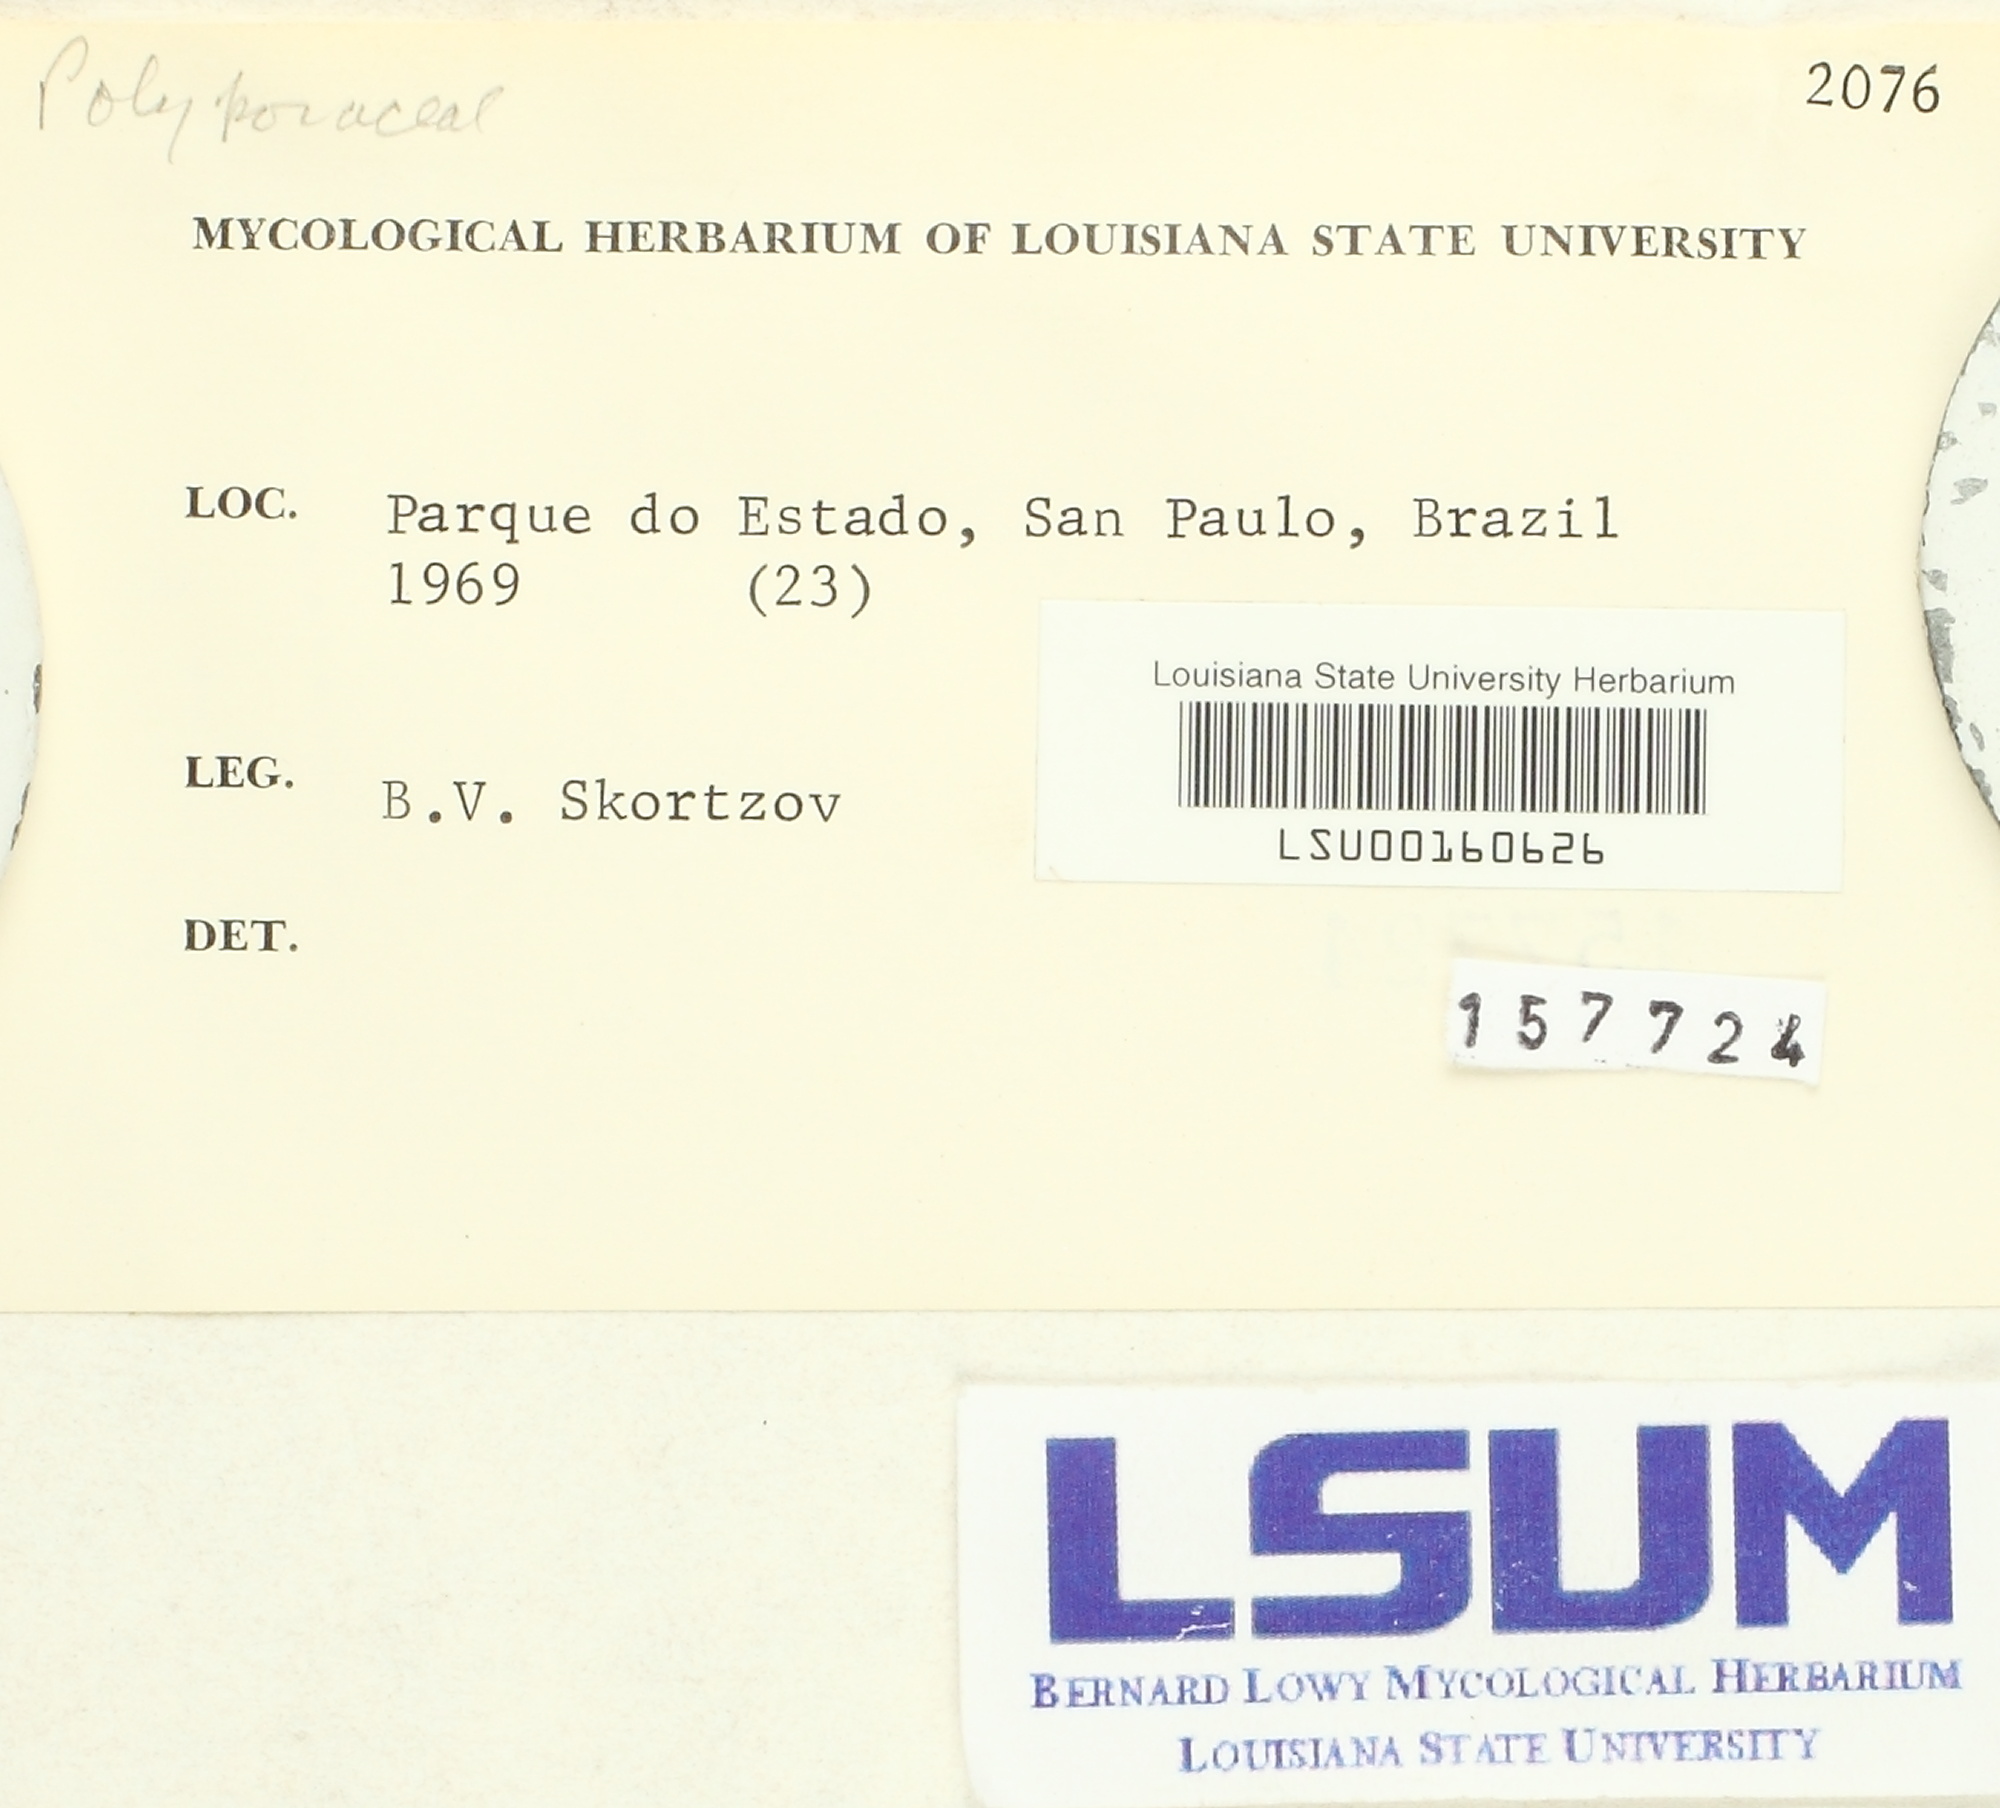 Polyporaceae
2076
MYCOLOGICAL HERBARIUM OF LOUISIANA STATE UNIVERSITY
LOC. Parque do Estado, San Paulo, Brazil
1969 (23)
Louisiana State University Herbarium
LSU00160626
LEG. B.V. Skortzov
DET.
157724
LSUM
BERNARD LOWY MYCOLOGICAL HERBARIUM
LOUISIANA STATE UNIVERSITY